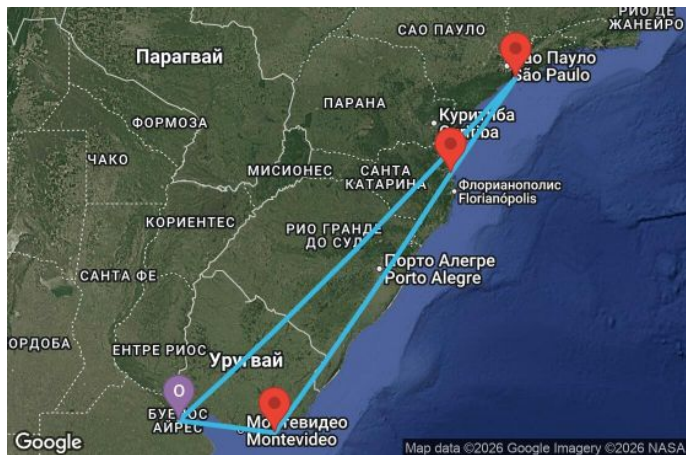 РИО ДЕ
ЖАНЕЙРО
САО ПАУЛО
Сао Пауло
São Paulo
Парагвай
ПАРАНА
Куритиба
Curitiba
ФОРМОЗА
ЧАКО
МИСИОНЕС
САНТА
КАТАРИНА
Флорианополис
Florianópolis
КОРИЕНТЕС
РИО ГРАНДЕ
ДО СУЛ
Порто Алегре
Porto Alegre
САНТА ФЕ
ОРДОБА
ЕНТРЕ РИОС
Уругвай
O
БУЕНОС
АЙРЕС
Монтевидео
Montevideo
Google
Map data ©2026 Google Imagery ©2026 NASA